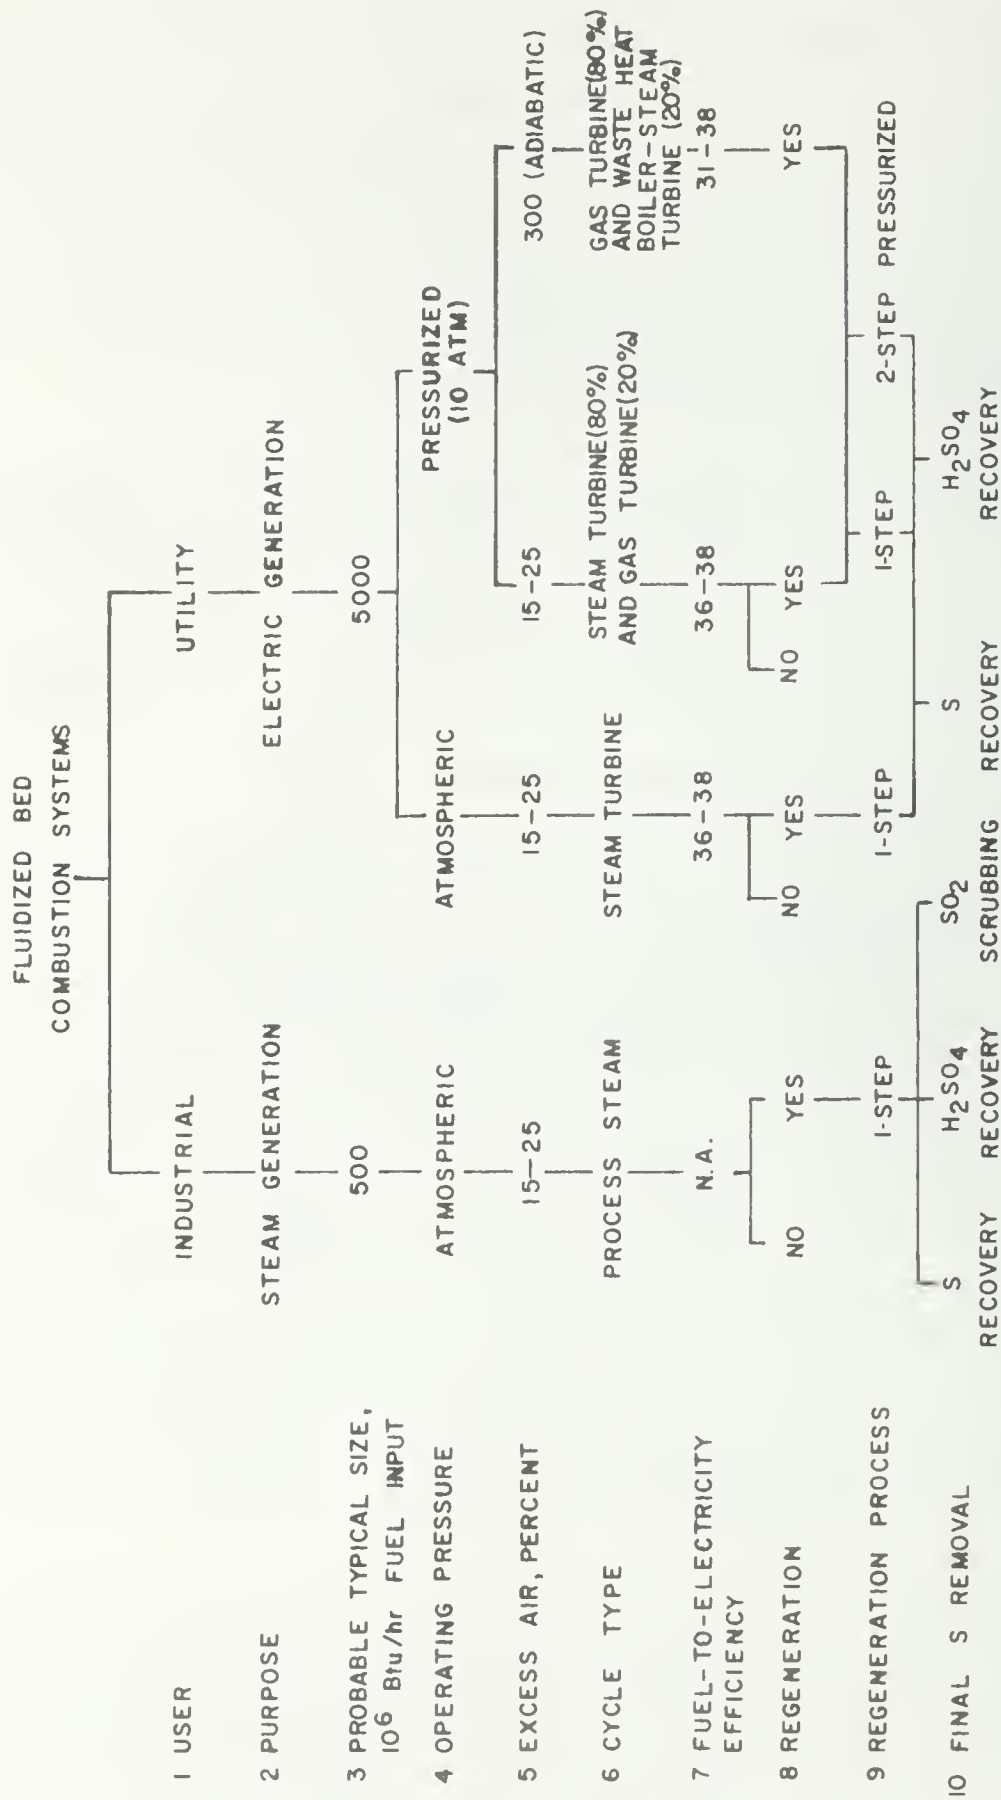 FLUIDIZED BED
COMBUSTION SYSTEMS
1 USER
INDUSTRIAL
UTILITY
2 PURPOSE
STEAM GENERATION
ELECTRIC GENERATION
3 PROBABLE TYPICAL SIZE,
10⁶ Btu/hr FUEL INPUT
500
5000
4 OPERATING PRESSURE
ATMOSPHERIC
ATMOSPHERIC
PRESSURIZED
(10 ATM)
5 EXCESS AIR, PERCENT
15-25
15-25
15-25
300 (ADIABATIC)
6 CYCLE TYPE
PROCESS STEAM
STEAM TURBINE
STEAM TURBINE(80%)
AND GAS TURBINE(20%)
GAS TURBINE(80%)
AND WASTE HEAT
BOILER-STEAM
TURBINE (20%)
7 FUEL-TO-ELECTRICITY
EFFICIENCY
N.A.
36-38
36-38
31-38
8 REGENERATION
NO YES
NO YES
NO YES
YES
9 REGENERATION PROCESS
1-STEP
1-STEP
1-STEP
2-STEP PRESSURIZED
10 FINAL S REMOVAL
S
RECOVERY
H₂SO₄
RECOVERY
SO₂
SCRUBBING
S
RECOVERY
H₂SO₄
RECOVERY